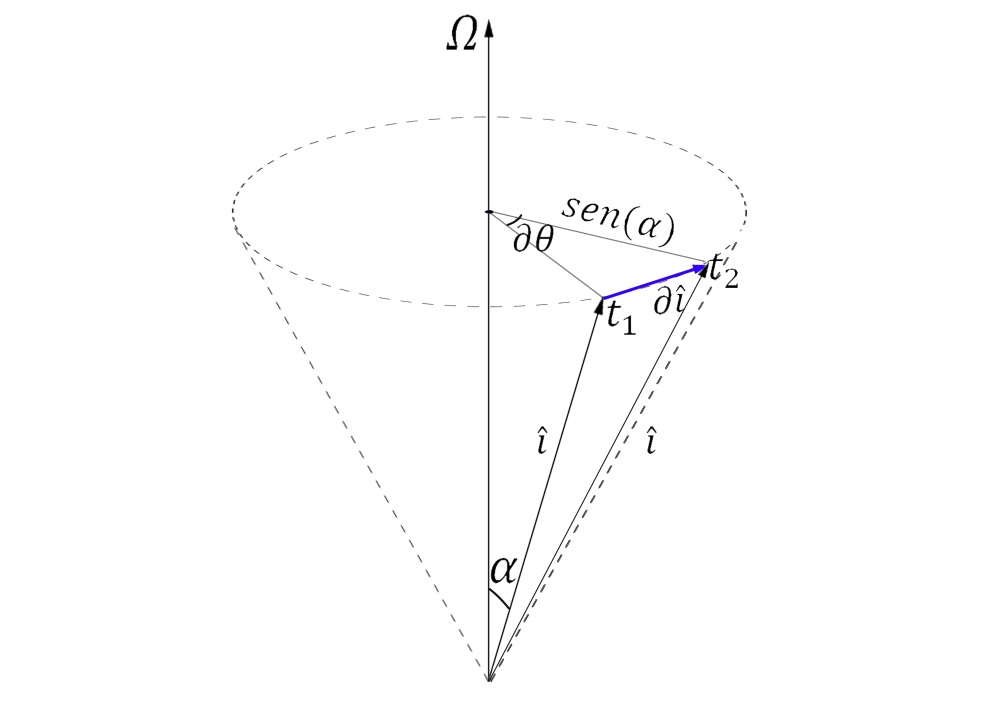 Ω
sen(α)
∂θ
t₂
∂î
t₁
î
î
α